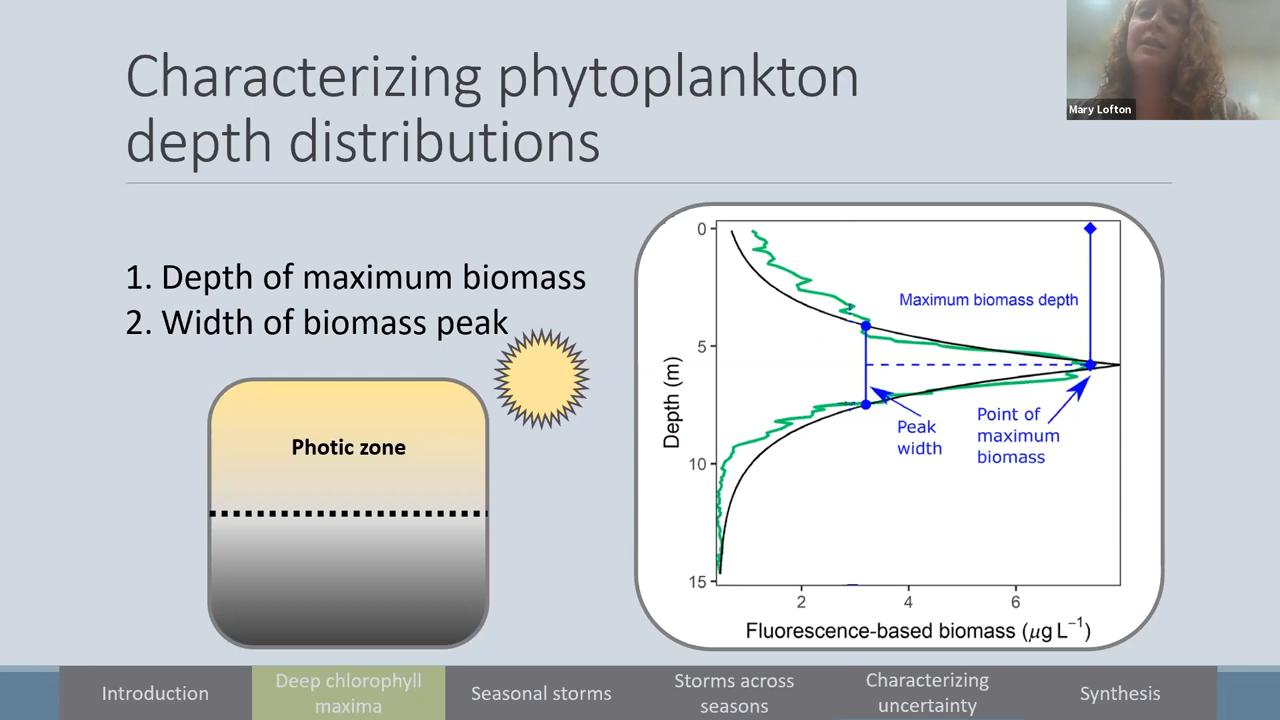 Characterizing phytoplankton
depth distributions
Mary Lofton
1. Depth of maximum biomass
2. Width of biomass peak
Photic zone
0
5
10
15
Depth (m)
Maximum biomass depth
Peak
width
Point of
maximum
biomass
2
4
6
Fluorescence-based biomass (μg L⁻¹)
Introduction
Deep chlorophyll
maxima
Seasonal storms
Storms across
seasons
Characterizing
uncertainty
Synthesis